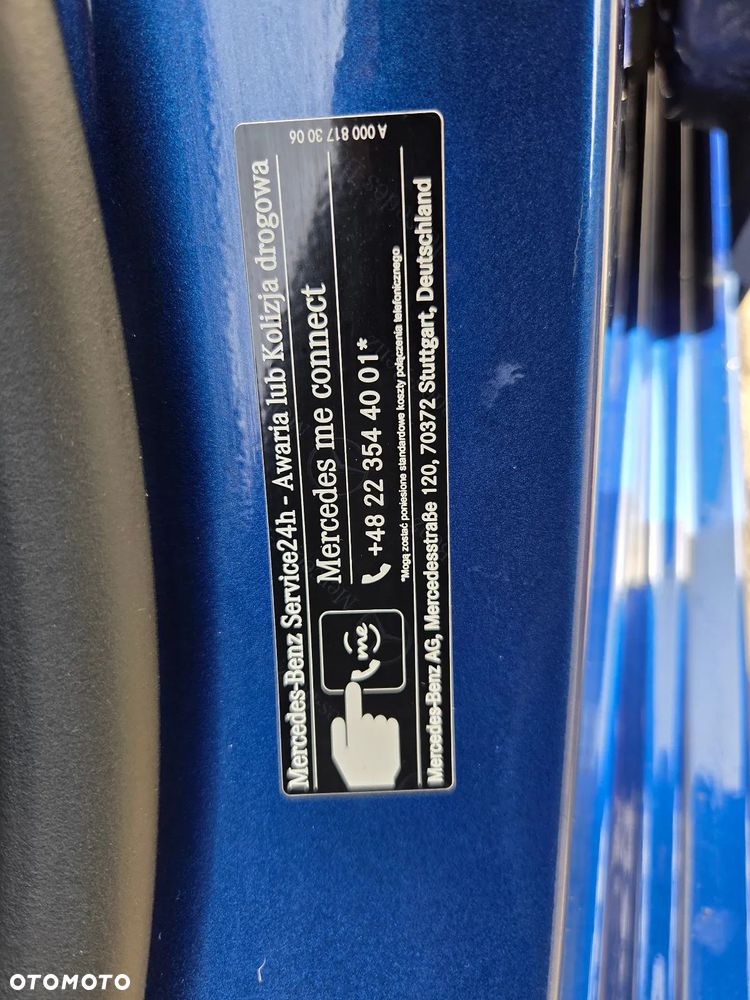 Mercedes-Benz Service24h - Awaria lub Kolizja drogowa
Mercedes me connect
+48 22 354 40 01*
*Mogą zostać poniesione standardowe koszty połączenia telefonicznego
Mercedes-Benz AG, Mercedesstraße 120, 70372 Stuttgart, Deutschland
me
A 000 817 30 06
OTOMOTO